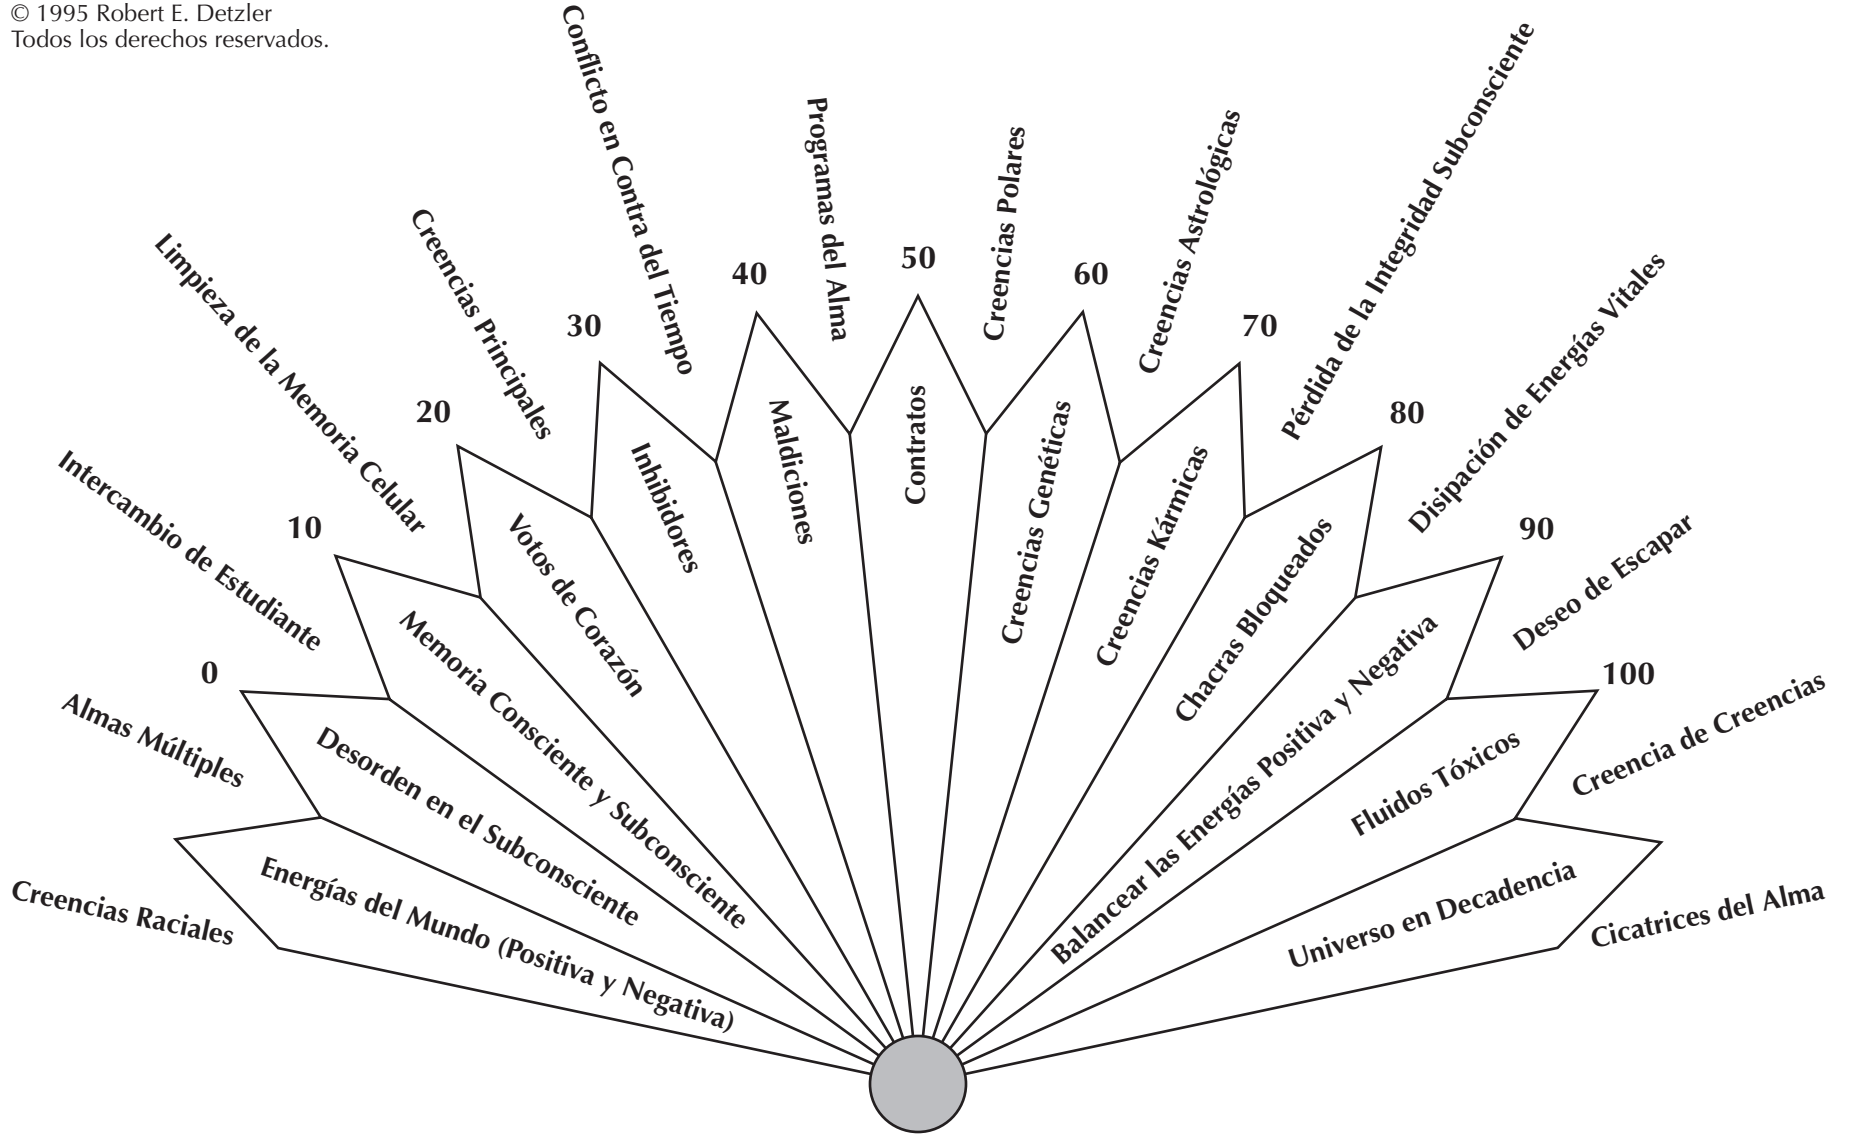 © 1995 Robert E. Detzler
Todos los derechos reservados.
Creencias Raciales
Almas Múltiples
Intercambio de Estudiante
Limpieza de la Memoria Celular
Creencias Principales
Conflicto en Contra del Tiempo
Programas del Alma
Creencias Polares
Creencias Astrológicas
Pérdida de la Integridad Subconsciente
Disipación de Energías Vitales
Deseo de Escapar
Creencia de Creencias
Cicatrices del Alma
0
10
20
30
40
50
60
70
80
90
100
Energías del Mundo (Positiva y Negativa)
Desorden en el Subconsciente
Memoria Consciente y Subconsciente
Votos de Corazón
Inhibidores
Maldiciones
Contratos
Creencias Genéticas
Creencias Kármicas
Chacras Bloqueados
Balancear las Energías Positiva y Negativa
Fluidos Tóxicos
Universo en Decadencia